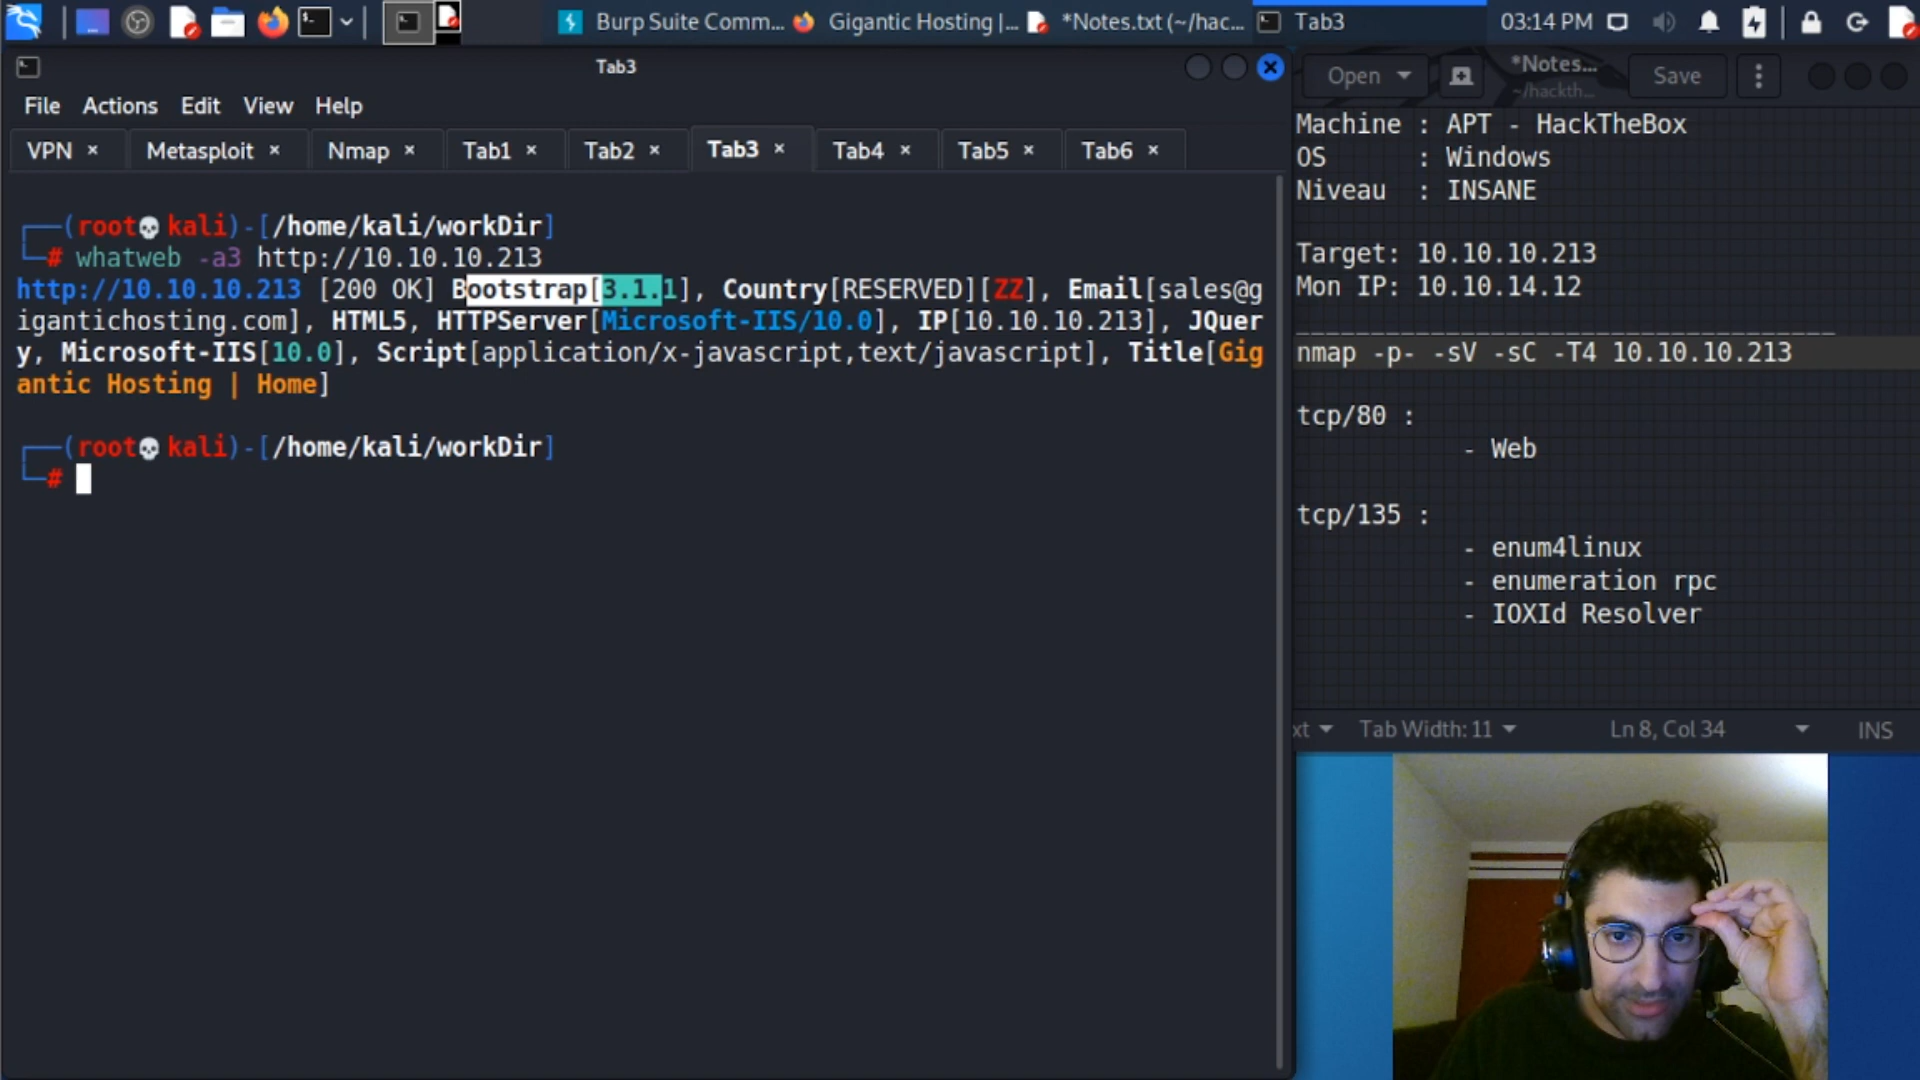 Burp Suite Comm...
Gigantic Hosting |...
*Notes.txt (~/hac...
Tab3
03:14 PM
Tab3
File Actions Edit View Help
VPN × Metasploit × Nmap × Tab1 × Tab2 × Tab3 × Tab4 × Tab5 × Tab6 ×
┌──(root💀kali)-[/home/kali/workDir]
└─# whatweb -a3 http://10.10.10.213
http://10.10.10.213 [200 OK] Bootstrap[3.1.1], Country[RESERVED][ZZ], Email[sales@g
igantichosting.com], HTML5, HTTPServer[Microsoft-IIS/10.0], IP[10.10.10.213], JQuer
y, Microsoft-IIS[10.0], Script[application/x-javascript,text/javascript], Title[Gig
antic Hosting | Home]
┌──(root💀kali)-[/home/kali/workDir]
└─#
Open
*Notes...
~/hackth...
Save
Machine : APT - HackTheBox
OS : Windows
Niveau : INSANE
Target: 10.10.10.213
Mon IP: 10.10.14.12
____________________________________
nmap -p- -sV -sC -T4 10.10.10.213
tcp/80 :
- Web
tcp/135 :
- enum4linux
- enumeration rpc
- IOXId Resolver
xt Tab Width: 11 Ln 8, Col 34 INS